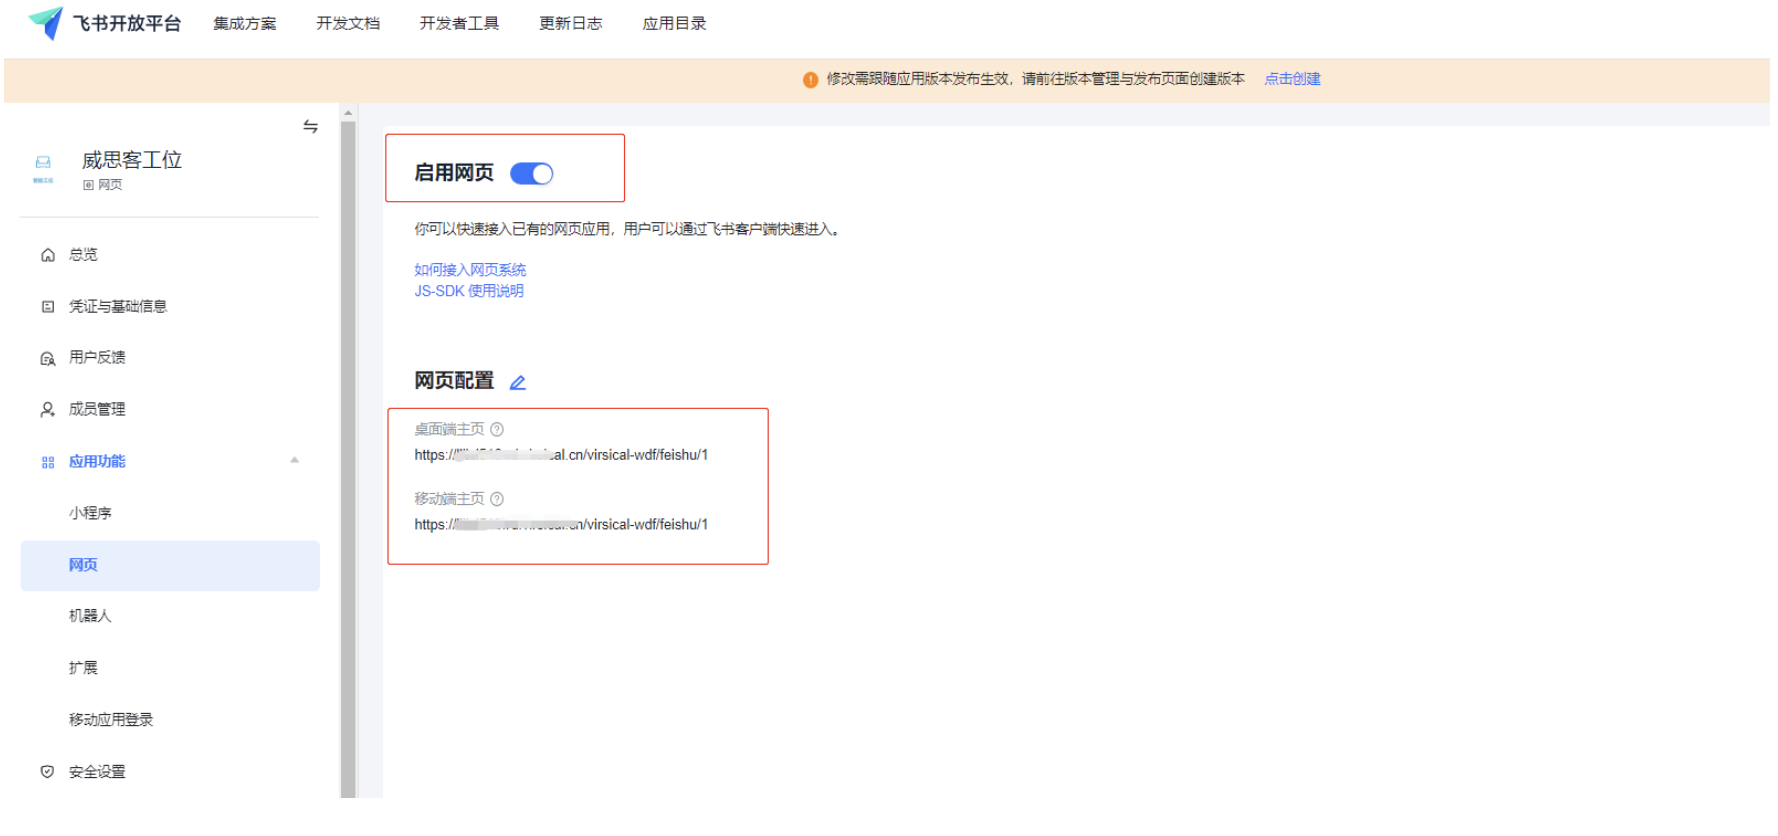 飞书开放平台 集成方案 开发文档 开发者工具 更新日志 应用目录
修改需跟随应用版本发布生效，请前往版本管理与发布页面创建版本 点击创建
威思客工位
网页
总览
凭证与基础信息
用户反馈
成员管理
应用功能
小程序
网页
机器人
扩展
移动应用登录
安全设置
启用网页
你可以快速接入已有的网页应用，用户可以通过飞书客户端快速进入。
如何接入网页系统
JS-SDK 使用说明
网页配置
桌面端主页
https:// al.cn/virsical-wdf/feishu/1
移动端主页
https:// /virsical-wdf/feishu/1